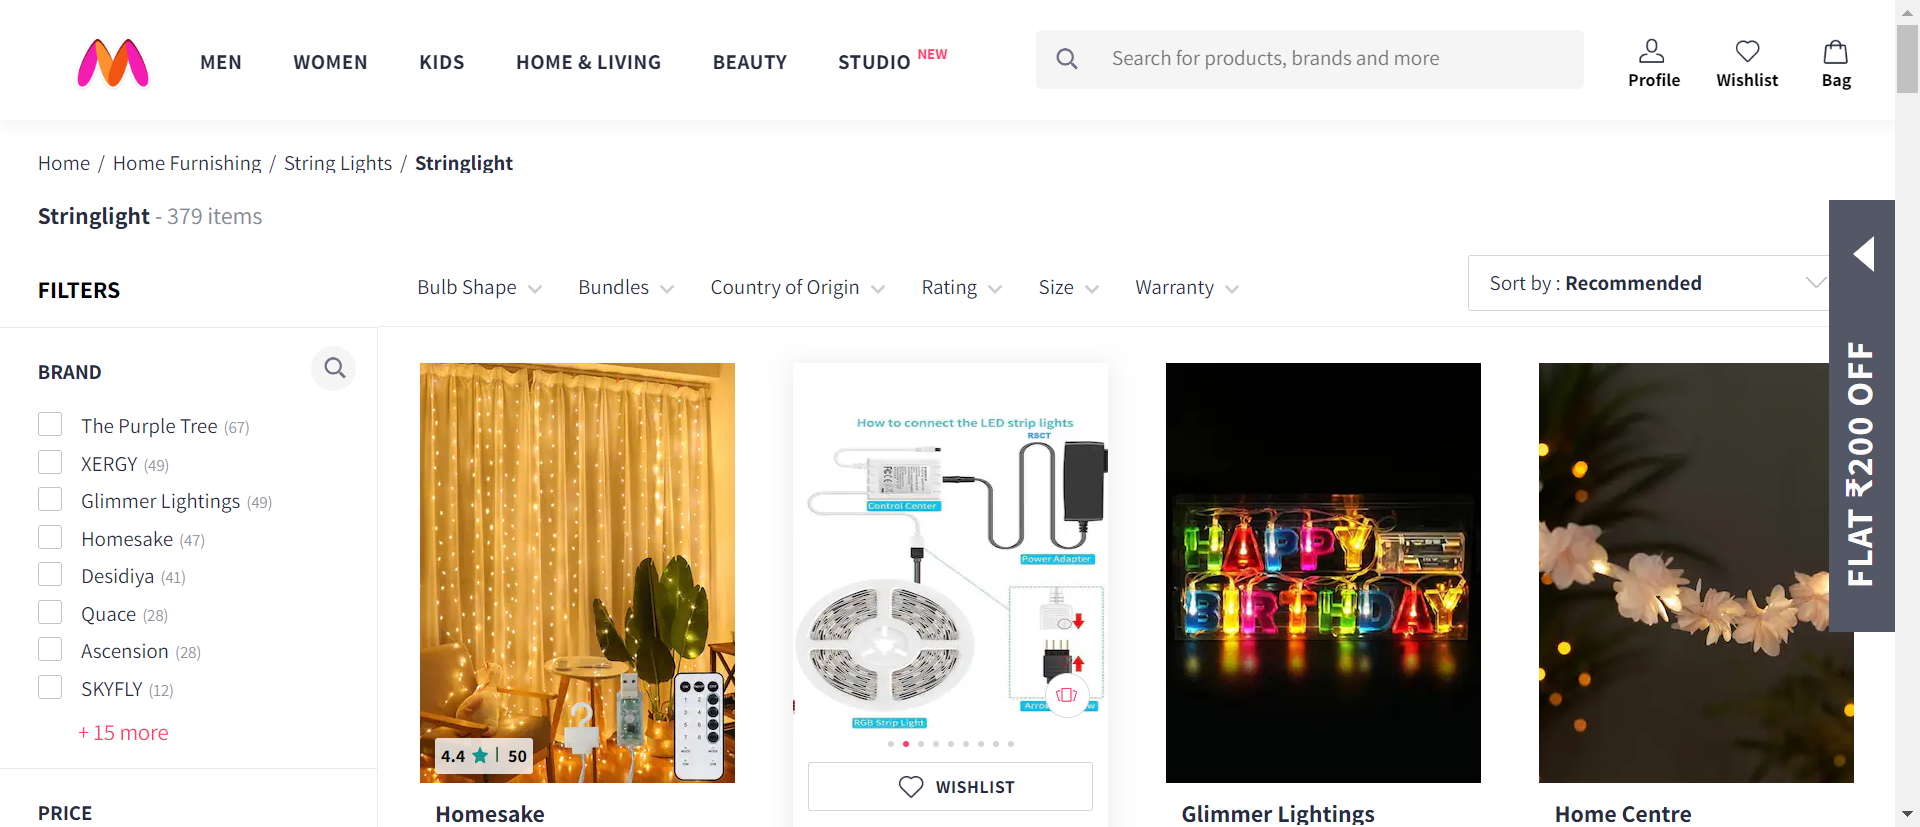 MEN
WOMEN
KIDS
HOME & LIVING
BEAUTY
STUDIO NEW
Search for products, brands and more
Profile
Wishlist
Bag
Home / Home Furnishing / String Lights / Stringlight
Stringlight - 379 items
FILTERS
Bulb Shape
Bundles
Country of Origin
Rating
Size
Warranty
Sort by : Recommended
FLAT ₹200 OFF
BRAND
The Purple Tree (67)
XERGY (49)
Glimmer Lightings (49)
Homesake (47)
Desidiya (41)
Quace (28)
Ascension (28)
SKYFLY (12)
+ 15 more
PRICE
4.4 | 50
Homesake
How to connect the LED strip lights
RSCT
Control Center
Power Adapter
RGB Strip Light
WISHLIST
HAPPY
BIRTHDAY
Glimmer Lightings
Home Centre